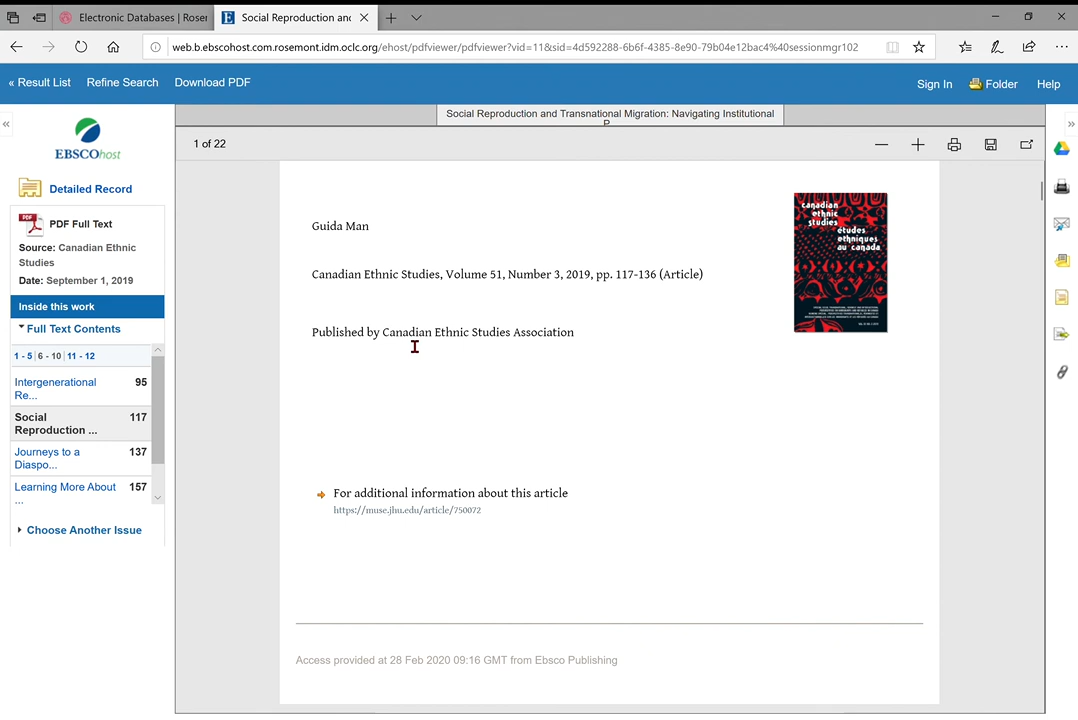 Electronic Databases | Roser
Social Reproduction and
web.b.ebscohost.com.rosemont.idm.oclc.org/ehost/pdfviewer/pdfviewer?vid=11&sid=4d592288-6b6f-4385-8e90-79b04e12bac4%40sessionmgr102
« Result List Refine Search Download PDF
Sign In Folder Help
Social Reproduction and Transnational Migration: Navigating Institutional
P
1 of 22
EBSCOhost
Detailed Record
PDF
PDF Full Text
Source: Canadian Ethnic
Studies
Date: September 1, 2019
Inside this work
Full Text Contents
1 - 5 | 6 - 10 | 11 - 12
Intergenerational 95
Re...
Social 117
Reproduction ...
Journeys to a 137
Diaspo...
Learning More About 157
...
Choose Another Issue
Guida Man
Canadian Ethnic Studies, Volume 51, Number 3, 2019, pp. 117-136 (Article)
Published by Canadian Ethnic Studies Association
canadian
ethnic
studies
études
ethniques
au canada
For additional information about this article
https://muse.jhu.edu/article/750072
Access provided at 28 Feb 2020 09:16 GMT from Ebsco Publishing